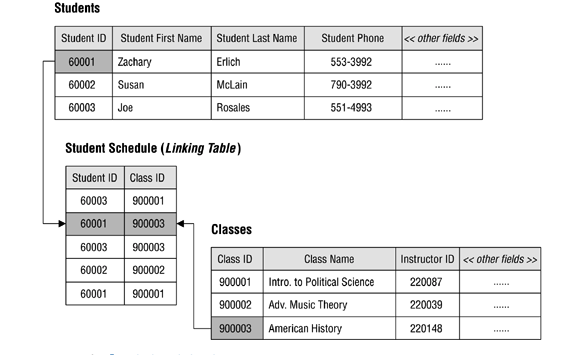 Students
Student ID Student First Name Student Last Name Student Phone << other fields >>
60001 Zachary Erlich 553-3992 ......
60002 Susan McLain 790-3992 ......
60003 Joe Rosales 551-4993 ......
Student Schedule (Linking Table)
Student ID Class ID
60003 900001
60001 900003
60003 900003
60002 900002
60001 900001
Classes
Class ID Class Name Instructor ID << other fields >>
900001 Intro. to Political Science 220087 ......
900002 Adv. Music Theory 220039 ......
900003 American History 220148 ......